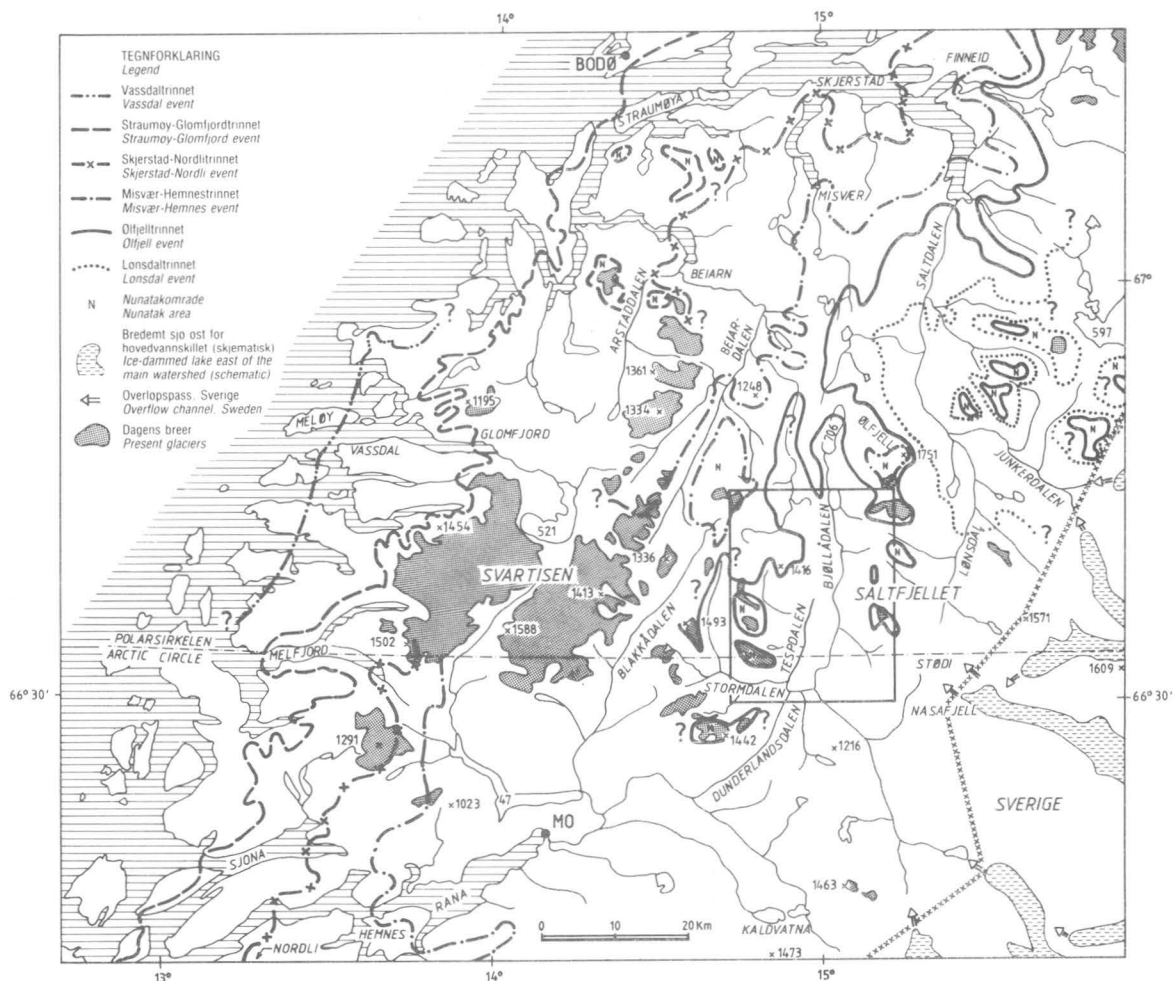 14°
15°
TEGNFORKLARING
Legend
Vassdaltrinnet
Vassdal event
Straumøy-Glomfjordtrinnet
Straumøy-Glomfjord event
Skjerstad-Nordlitrinnet
Skjerstad-Nordli event
Misvær-Hemnestrinnet
Misvær-Hemnes event
Ølfjelltrinnet
Ølfjell event
Lønsdaltrinnet
Lønsdal event
N
Nunatakområde
Nunatak area
Bredemt sjø øst for
hovedvannskillet (skjematisk)
Ice-dammed lake east of the
main watershed (schematic)
Overløpspass. Sverige
Overflow channel. Sweden
Dagens breer
Present glaciers
BODØ
FINNEID
SKJERSTAD
STRAUMØYA
MISVÆR
SALTDALEN
BEIARN
67°
ARSTADDALEN
BEIAR-
DALEN
597
1361
1248
1195
1334
MELØY
GLOMFJORD
706
ØLFJELL
1751
VASSDAL
JUNKERDALEN
1454
521
1336
BJØLLÅDALEN
LØNSDAL
SVARTISEN
1416
1413
SALTFJELLET
1588
1493
1571
POLARSIRKELEN
ARCTIC CIRCLE
1502
MELFJORD
BLAKKÅDALEN
TESPDALEN
STØDI
1609
66° 30'
STORMDALEN
NASAFJELL
66° 30'
1291
1442
1216
DUNDERLANDSDALEN
1023
47
MO
SVERIGE
SJONA
1463
RANA
HEMNES
NORDLI
0 10 20 Km
KALDVATNA
1473
13°
14°
15°